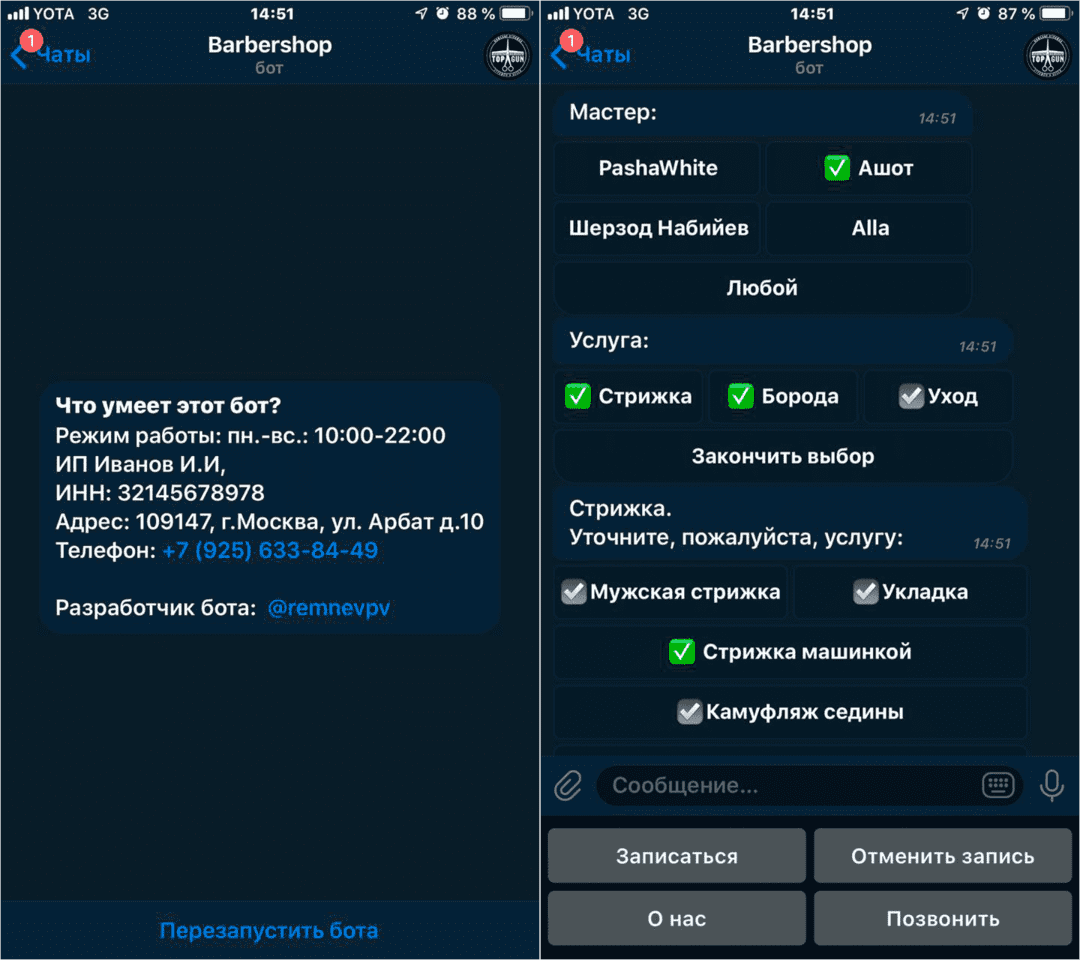 YOTA 3G 14:51 88 %
1
Чаты
Barbershop
бот
TOPGUN
Что умеет этот бот?
Режим работы: пн.-вс.: 10:00-22:00
ИП Иванов И.И,
ИНН: 32145678978
Адрес: 109147, г.Москва, ул. Арбат д.10
Телефон: +7 (925) 633-84-49
Разработчик бота: @remnevpv
Перезапустить бота
YOTA 3G 14:51 87 %
1
Чаты
Barbershop
бот
TOPGUN
Мастер: 14:51
PashaWhite Ашот
Шерзод Набийев Alla
Любой
Услуга: 14:51
Стрижка Борода Уход
Закончить выбор
Стрижка.
Уточните, пожалуйста, услугу: 14:51
Мужская стрижка Укладка
Стрижка машинкой
Камуфляж седины
Сообщение...
Записаться Отменить запись
О нас Позвонить